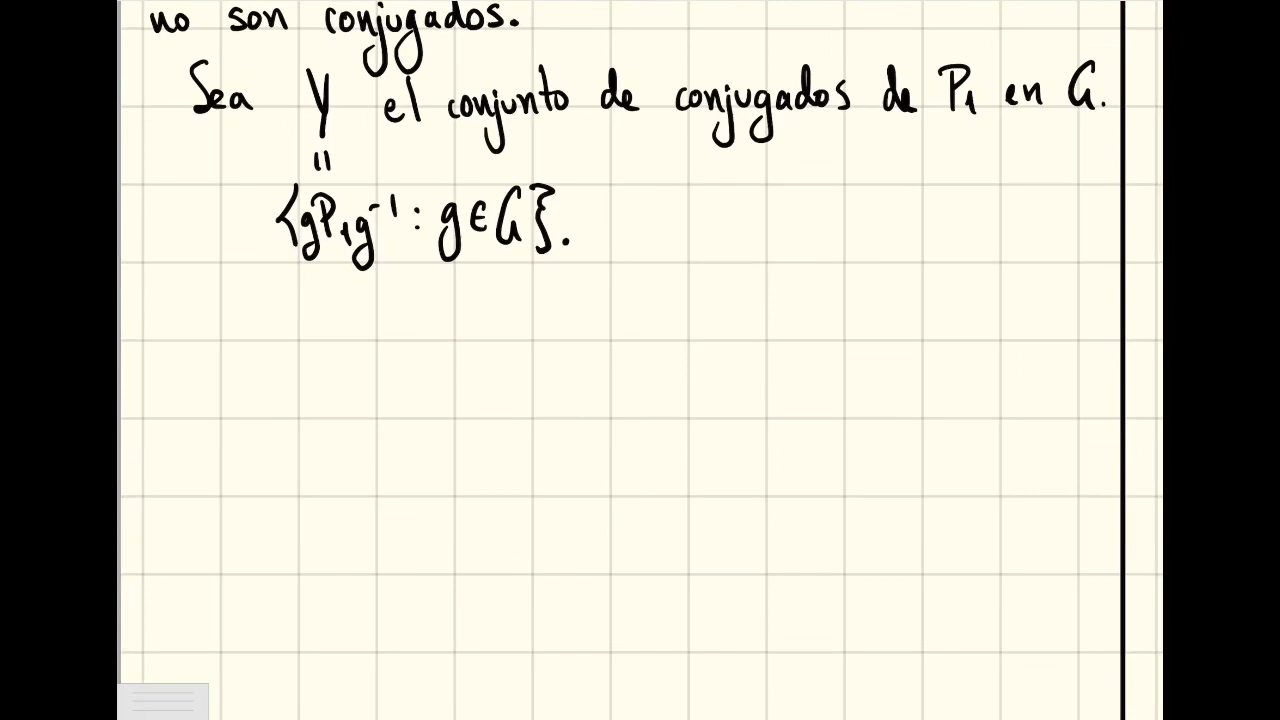 no son conjugados.
Sea Y el conjunto de conjugados de P₁ en G.
=
{gP₁g⁻¹ : g ∈ G}.